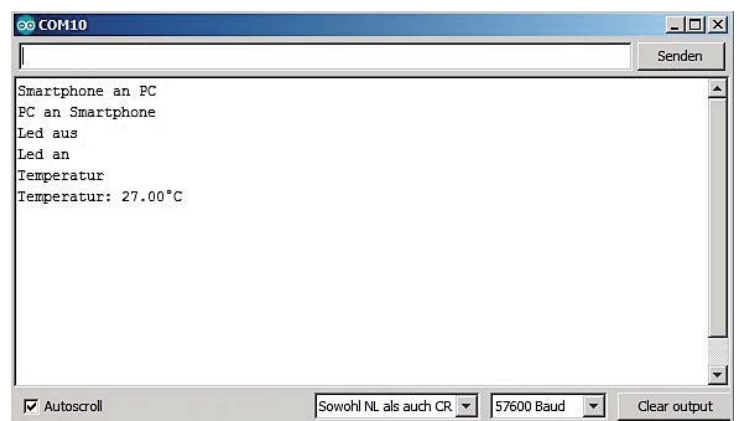 COM10
Senden
Smartphone an PC
PC an Smartphone
Led aus
Led an
Temperatur
Temperatur: 27.00°C
Autoscroll
Sowohl NL als auch CR
57600 Baud
Clear output